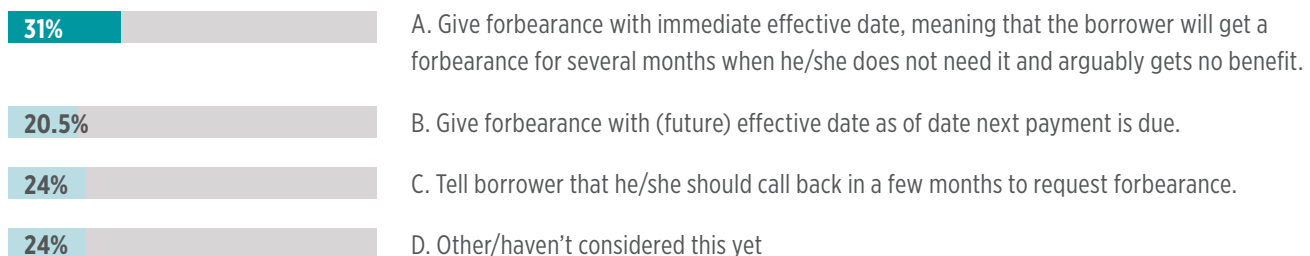 31%
A. Give forbearance with immediate effective date, meaning that the borrower will get a
forbearance for several months when he/she does not need it and arguably gets no benefit.
20.5%
B. Give forbearance with (future) effective date as of date next payment is due.
24%
C. Tell borrower that he/she should call back in a few months to request forbearance.
24%
D. Other/haven’t considered this yet